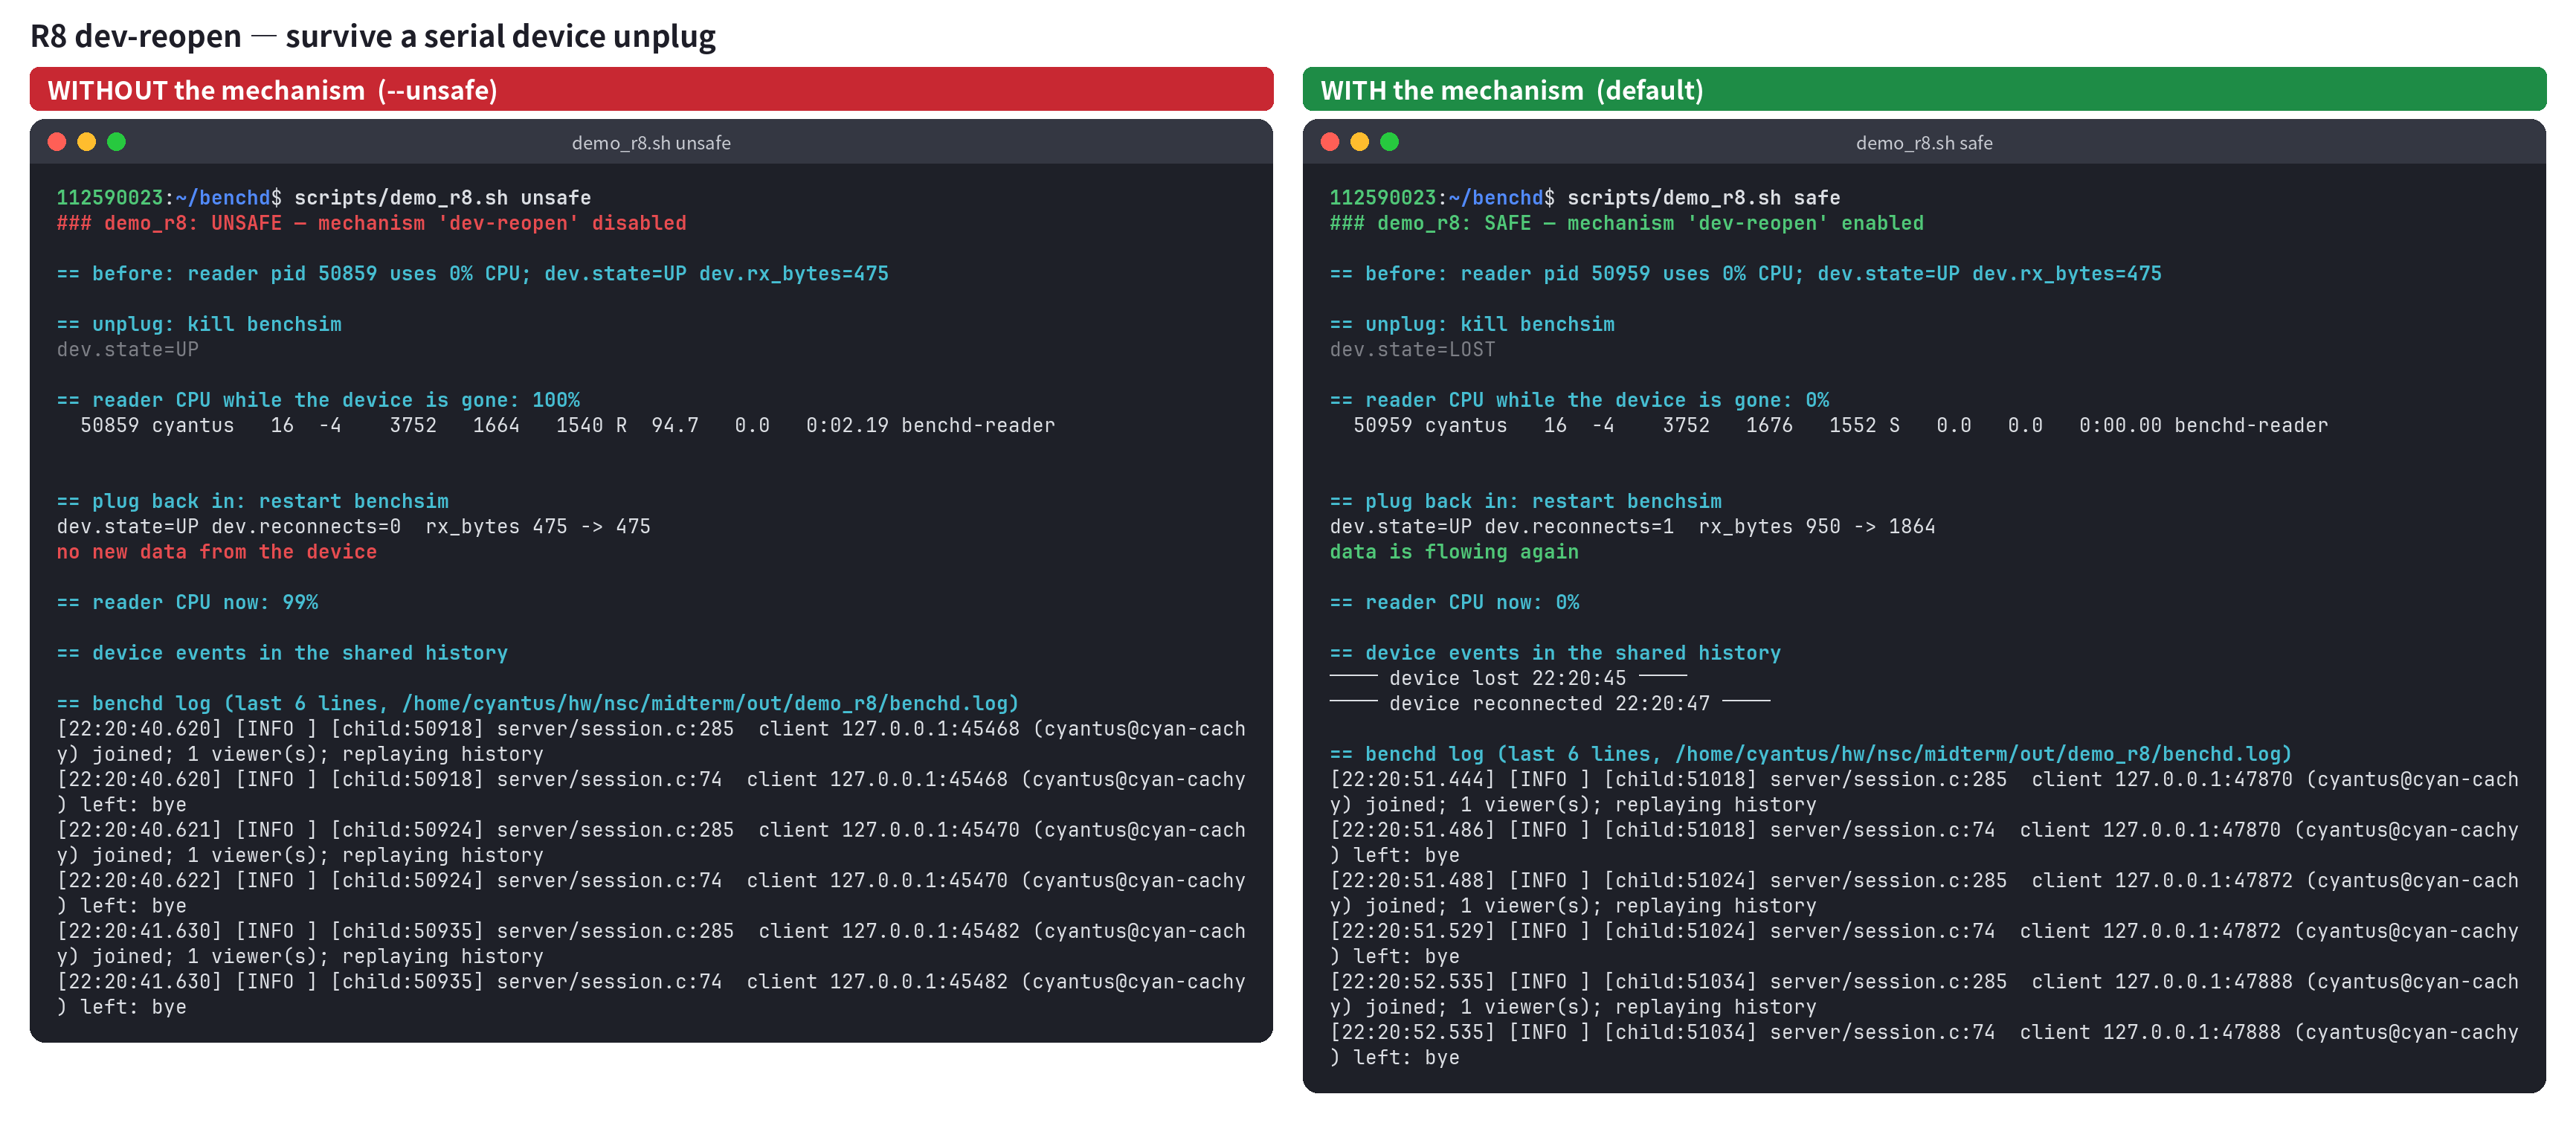 R8 dev-reopen — survive a serial device unplug
WITHOUT the mechanism (--unsafe)
demo_r8.sh unsafe
112590023:~/benchd$ scripts/demo_r8.sh unsafe
### demo_r8: UNSAFE — mechanism 'dev-reopen' disabled
== before: reader pid 50859 uses 0% CPU; dev.state=UP dev.rx_bytes=475
== unplug: kill benchsim
dev.state=UP
== reader CPU while the device is gone: 100%
50859 cyantus   16  -4    3752   1664   1540 R  94.7   0.0   0:02.19 benchd-reader
== plug back in: restart benchsim
dev.state=UP dev.reconnects=0  rx_bytes 475 -> 475
no new data from the device
== reader CPU now: 99%
== device events in the shared history
== benchd log (last 6 lines, /home/cyantus/hw/nsc/midterm/out/demo_r8/benchd.log)
[22:20:40.620] [INFO ] [child:50918] server/session.c:285  client 127.0.0.1:45468 (cyantus@cyan-cach
y) joined; 1 viewer(s); replaying history
[22:20:40.620] [INFO ] [child:50918] server/session.c:74  client 127.0.0.1:45468 (cyantus@cyan-cachy
) left: bye
[22:20:40.621] [INFO ] [child:50924] server/session.c:285  client 127.0.0.1:45470 (cyantus@cyan-cach
y) joined; 1 viewer(s); replaying history
[22:20:40.622] [INFO ] [child:50924] server/session.c:74  client 127.0.0.1:45470 (cyantus@cyan-cachy
) left: bye
[22:20:41.630] [INFO ] [child:50935] server/session.c:285  client 127.0.0.1:45482 (cyantus@cyan-cach
y) joined; 1 viewer(s); replaying history
[22:20:41.630] [INFO ] [child:50935] server/session.c:74  client 127.0.0.1:45482 (cyantus@cyan-cachy
) left: bye
WITH the mechanism (default)
demo_r8.sh safe
112590023:~/benchd$ scripts/demo_r8.sh safe
### demo_r8: SAFE — mechanism 'dev-reopen' enabled
== before: reader pid 50959 uses 0% CPU; dev.state=UP dev.rx_bytes=475
== unplug: kill benchsim
dev.state=LOST
== reader CPU while the device is gone: 0%
50959 cyantus   16  -4    3752   1676   1552 S   0.0   0.0   0:00.00 benchd-reader
== plug back in: restart benchsim
dev.state=UP dev.reconnects=1  rx_bytes 950 -> 1864
data is flowing again
== reader CPU now: 0%
== device events in the shared history
──── device lost 22:20:45 ────
──── device reconnected 22:20:47 ────
== benchd log (last 6 lines, /home/cyantus/hw/nsc/midterm/out/demo_r8/benchd.log)
[22:20:51.444] [INFO ] [child:51018] server/session.c:285  client 127.0.0.1:47870 (cyantus@cyan-cach
y) joined; 1 viewer(s); replaying history
[22:20:51.486] [INFO ] [child:51018] server/session.c:74  client 127.0.0.1:47870 (cyantus@cyan-cachy
) left: bye
[22:20:51.488] [INFO ] [child:51024] server/session.c:285  client 127.0.0.1:47872 (cyantus@cyan-cach
y) joined; 1 viewer(s); replaying history
[22:20:51.529] [INFO ] [child:51024] server/session.c:74  client 127.0.0.1:47872 (cyantus@cyan-cachy
) left: bye
[22:20:52.535] [INFO ] [child:51034] server/session.c:285  client 127.0.0.1:47888 (cyantus@cyan-cach
y) joined; 1 viewer(s); replaying history
[22:20:52.535] [INFO ] [child:51034] server/session.c:74  client 127.0.0.1:47888 (cyantus@cyan-cachy
) left: bye